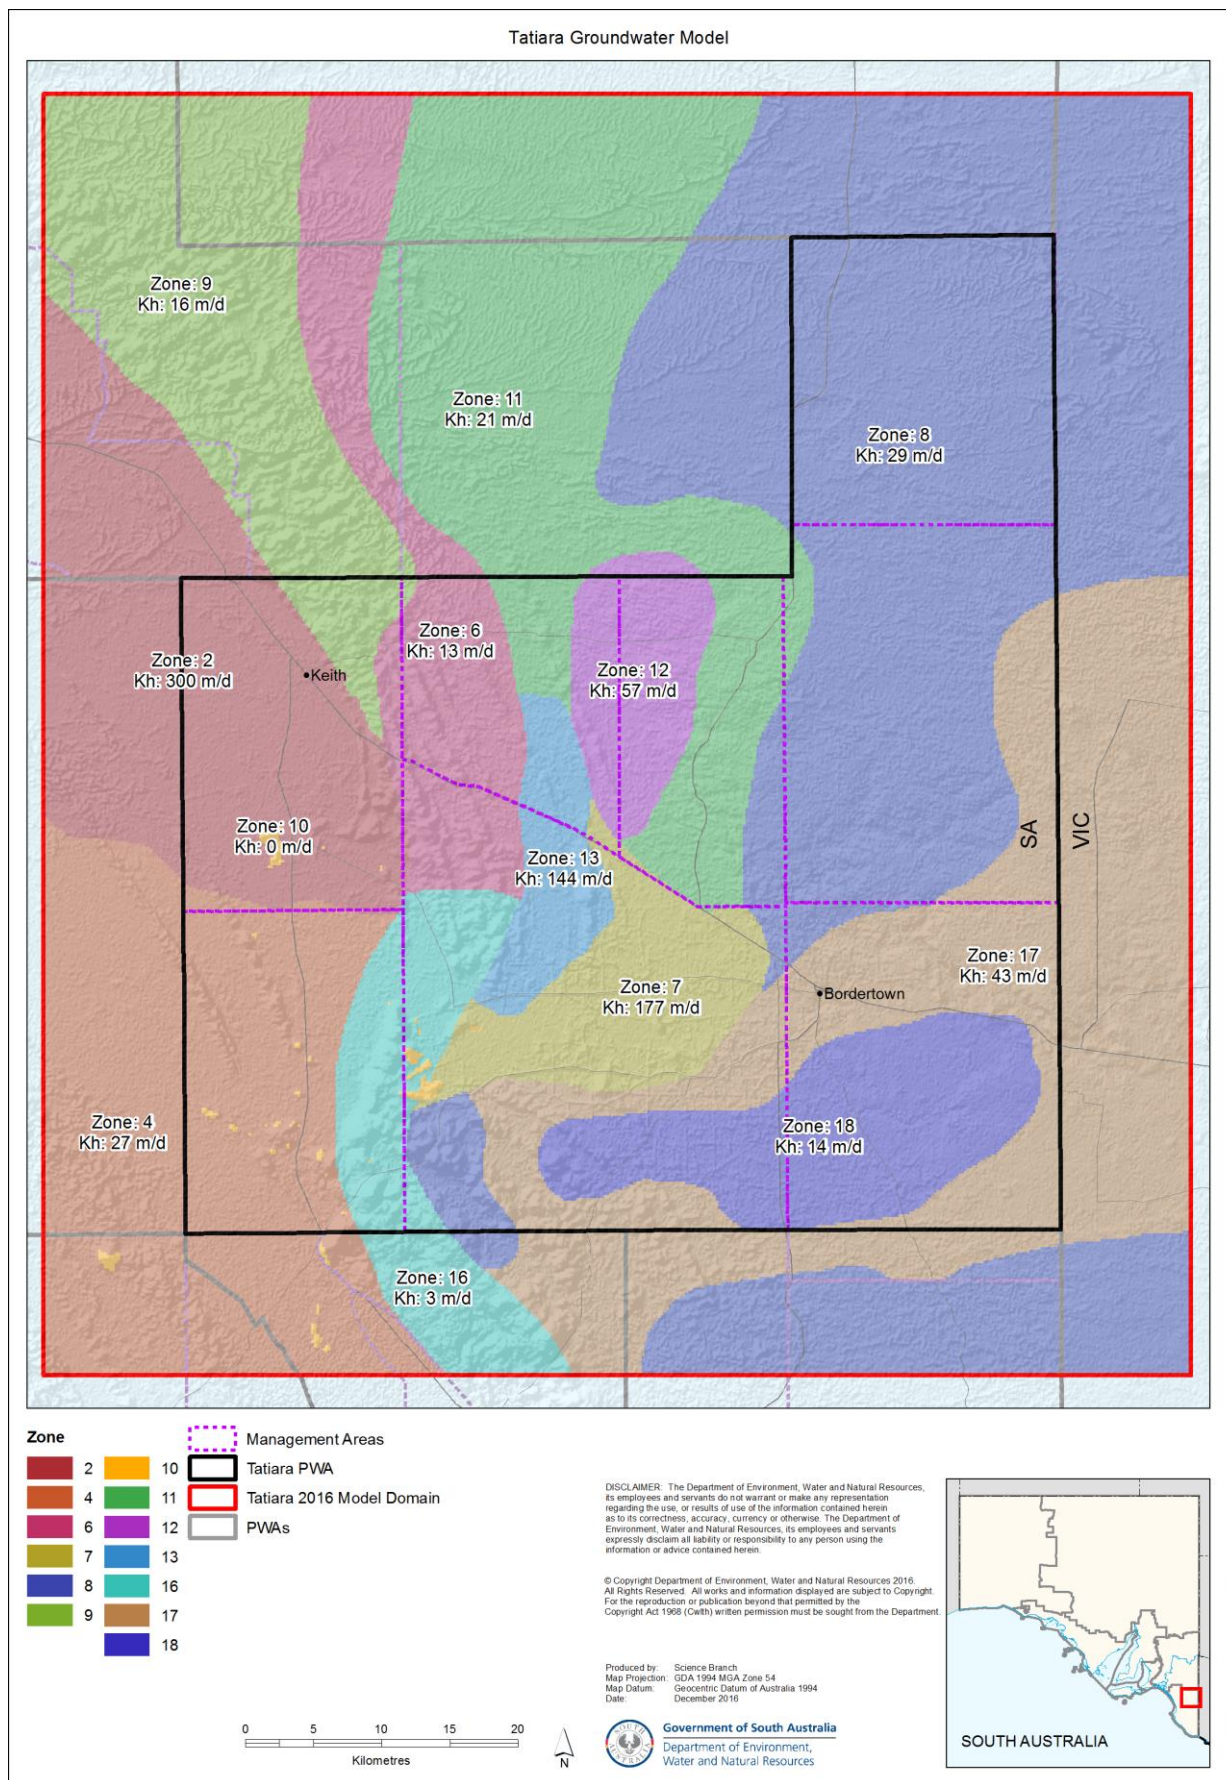 Tatiara Groundwater Model
Zone: 9
Kh: 16 m/d
Zone: 11
Kh: 21 m/d
Zone: 8
Kh: 29 m/d
Zone: 6
Kh: 13 m/d
Zone: 2
Kh: 300 m/d
Keith
Zone: 12
Kh: 57 m/d
Zone: 10
Kh: 0 m/d
SA
VIC
Zone: 13
Kh: 144 m/d
Zone: 17
Kh: 43 m/d
Zone: 7
Kh: 177 m/d
Bordertown
Zone: 4
Kh: 27 m/d
Zone: 18
Kh: 14 m/d
Zone: 16
Kh: 3 m/d
Zone
2
4
6
7
8
9
10
11
12
13
16
17
18
Management Areas
Tatiara PWA
Tatiara 2016 Model Domain
PWAs
DISCLAIMER: The Department of Environment, Water and Natural Resources,
its employees and servants do not warrant or make any representation
regarding the use, or results of use of the information contained herein
as to its correctness, accuracy, currency or otherwise. The Department of
Environment, Water and Natural Resources, its employees and servants
expressly disclaim all liability or responsibility to any person using the
information or advice contained herein.
© Copyright Department of Environment, Water and Natural Resources 2016.
All Rights Reserved. All works and information displayed are subject to Copyright.
For the reproduction or publication beyond that permitted by the
Copyright Act 1968 (Cwlth) written permission must be sought from the Department.
Produced by: Science Branch
Map Projection: GDA 1994 MGA Zone 54
Map Datum: Geocentric Datum of Australia 1994
Date: December 2016
0 5 10 15 20
Kilometres
N
SOUTH
AUSTRALIA
Government of South Australia
Department of Environment,
Water and Natural Resources
SOUTH AUSTRALIA